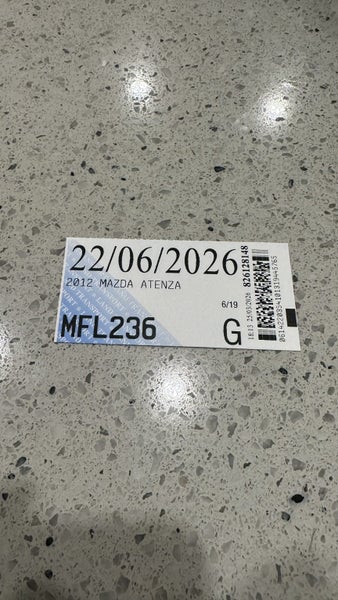 22/06/2026
2012 MAZDA ATENZA
6/19
MFL236
G
826128148